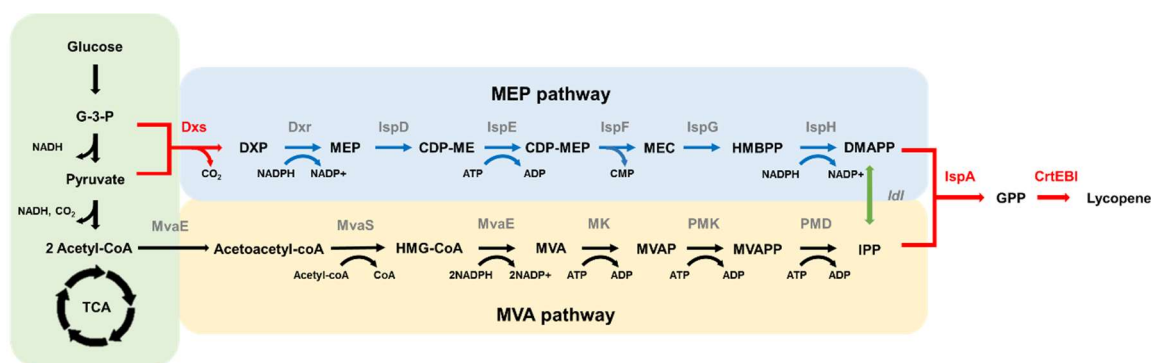 Glucose
G-3-P
NADH
Pyruvate
NADH, CO2
2 Acetyl-CoA
TCA
MEP pathway
Dxs
Dxr
IspD
IspE
IspF
IspG
IspH
DXP
MEP
CDP-ME
CDP-MEP
MEC
HMBPP
DMAPP
CO2
NADPH
NADP+
ATP
ADP
CMP
NADPH
NADP+
Idl
IspA
CrtEBI
GPP
Lycopene
MvaE
MvaS
MvaE
MK
PMK
PMD
Acetoacetyl-coA
HMG-CoA
MVA
MVAP
MVAPP
IPP
Acetyl-coA
CoA
2NADPH
2NADP+
ATP
ADP
ATP
ADP
ATP
ADP
MVA pathway